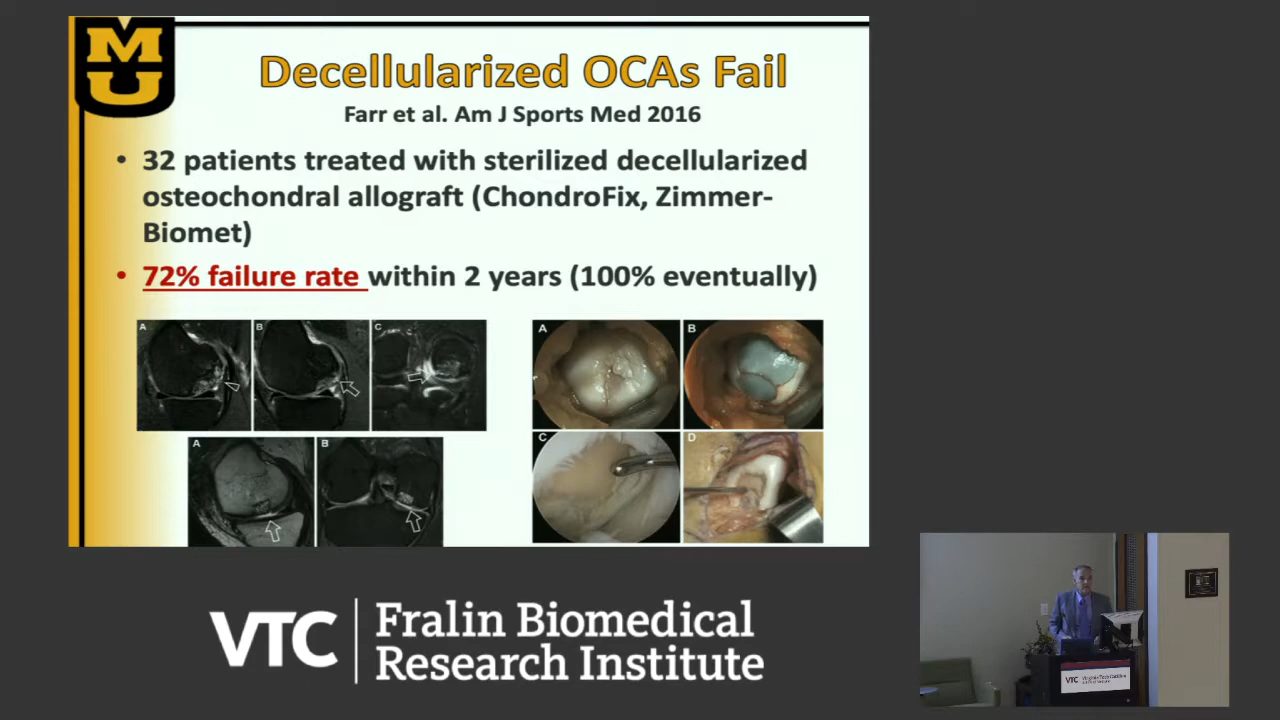 MU
Decellularized OCAs Fail
Farr et al. Am J Sports Med 2016
• 32 patients treated with sterilized decellularized
osteochondral allograft (ChondroFix, Zimmer-
Biomet)
• 72% failure rate within 2 years (100% eventually)
A B C
A B
A B
C D
VTC Fralin Biomedical
Research Institute
VTC